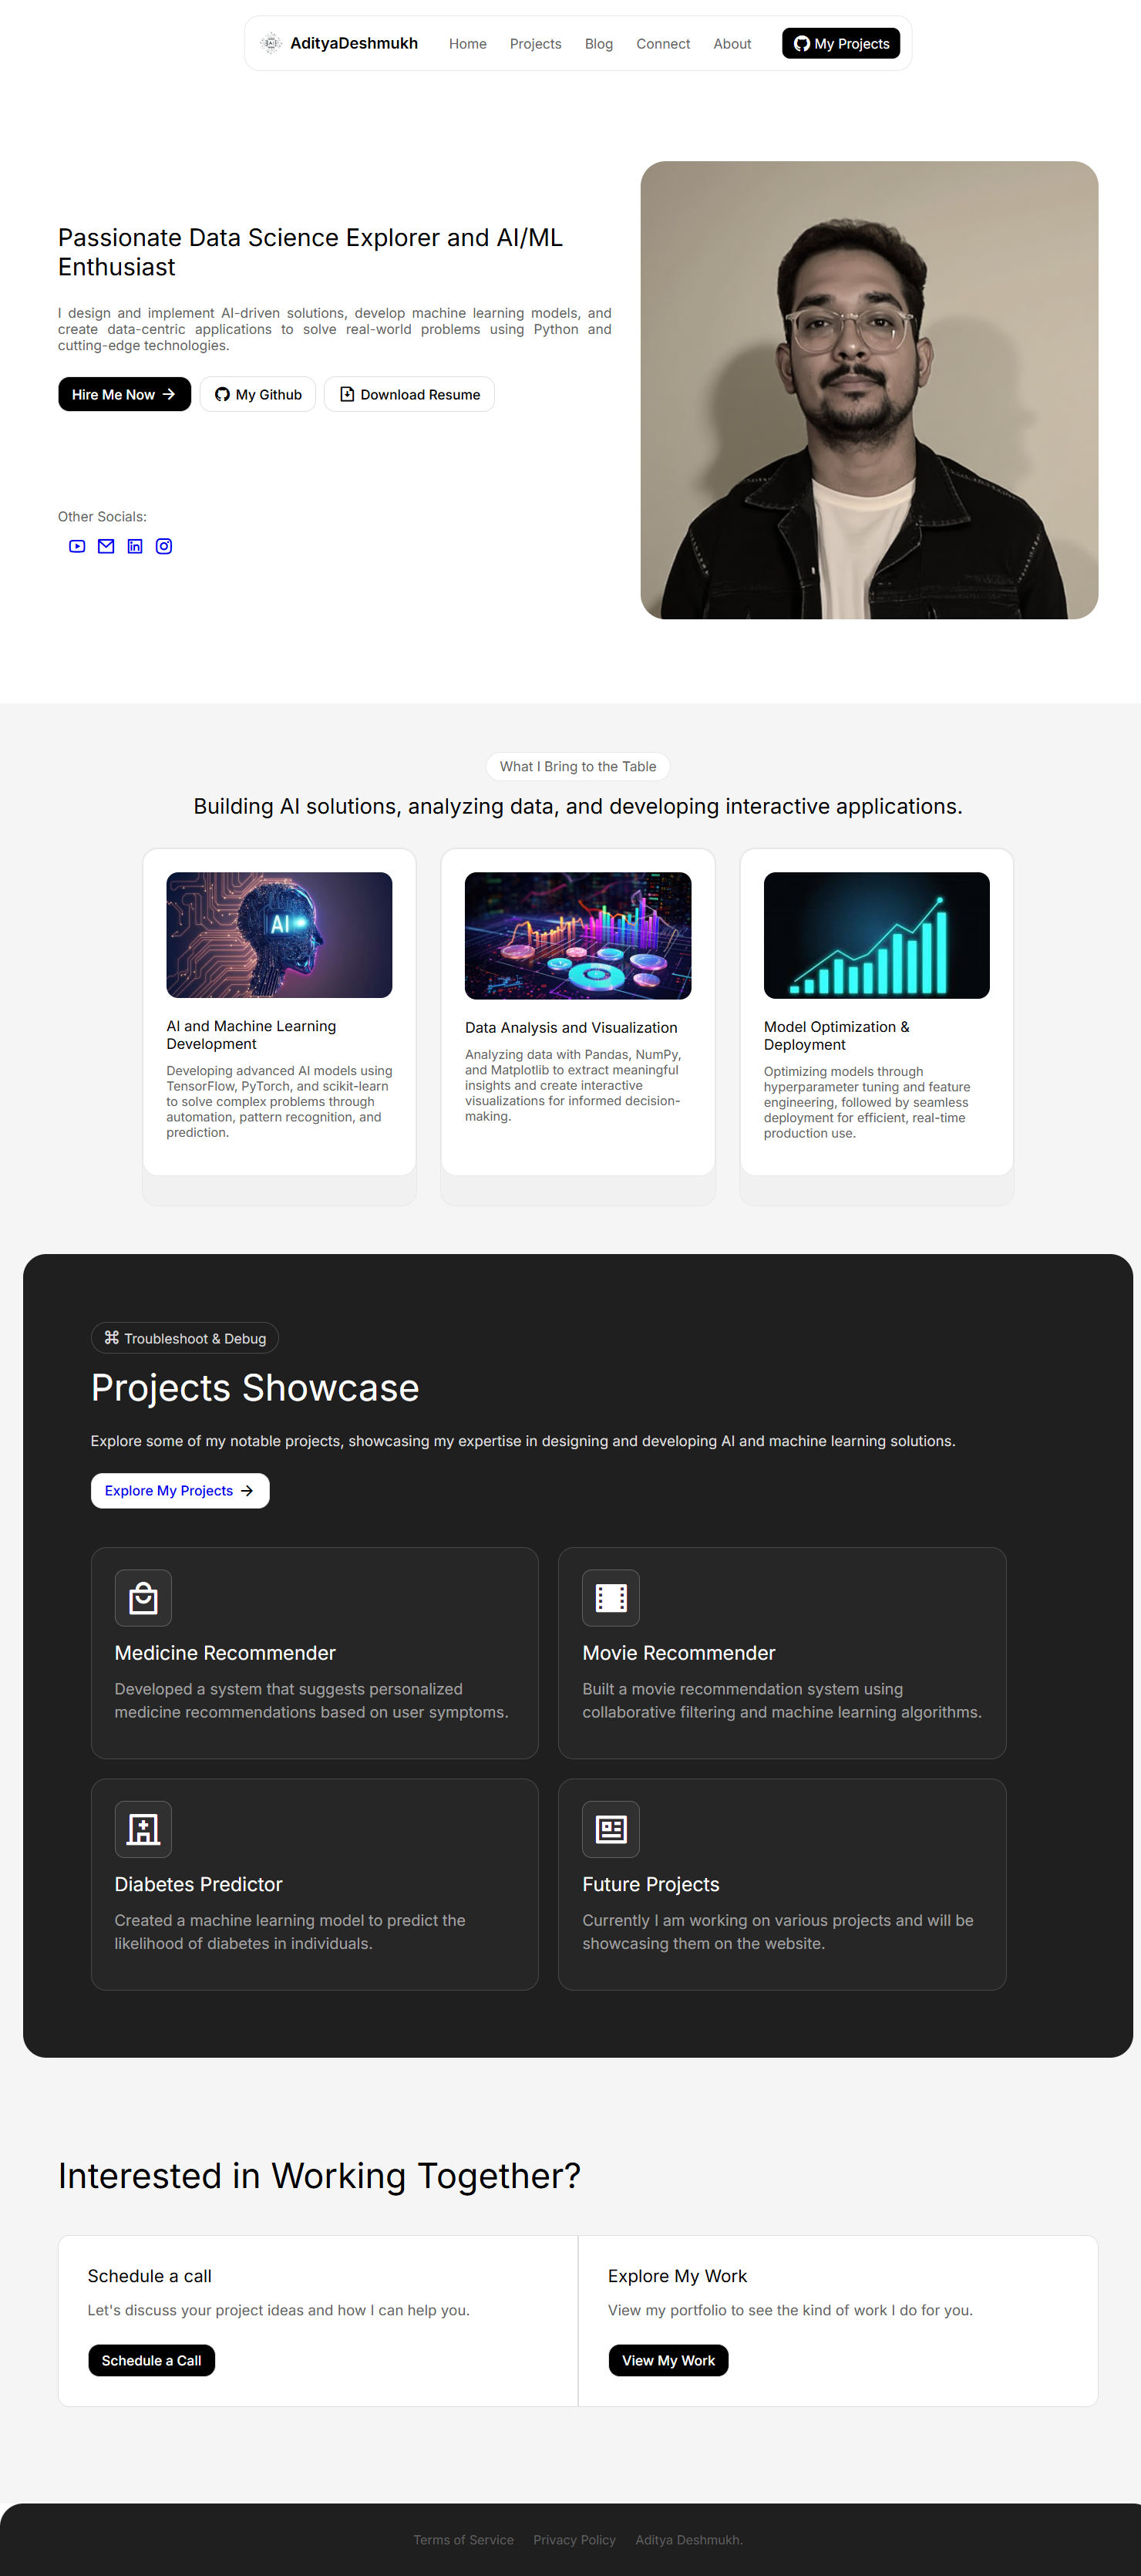 AdityaDeshmukh Home Projects Blog Connect About My Projects
Passionate Data Science Explorer and AI/ML
Enthusiast
I design and implement AI-driven solutions, develop machine learning models, and
create data-centric applications to solve real-world problems using Python and
cutting-edge technologies.
Hire Me Now My Github Download Resume
Other Socials:
What I Bring to the Table
Building AI solutions, analyzing data, and developing interactive applications.
AI
AI and Machine Learning
Development
Developing advanced AI models using
TensorFlow, PyTorch, and scikit-learn
to solve complex problems through
automation, pattern recognition, and
prediction.
Data Analysis and Visualization
Analyzing data with Pandas, NumPy,
and Matplotlib to extract meaningful
insights and create interactive
visualizations for informed decision-
making.
Model Optimization &
Deployment
Optimizing models through
hyperparameter tuning and feature
engineering, followed by seamless
deployment for efficient, real-time
production use.
Troubleshoot & Debug
Projects Showcase
Explore some of my notable projects, showcasing my expertise in designing and developing AI and machine learning solutions.
Explore My Projects
Medicine Recommender
Developed a system that suggests personalized
medicine recommendations based on user symptoms.
Movie Recommender
Built a movie recommendation system using
collaborative filtering and machine learning algorithms.
Diabetes Predictor
Created a machine learning model to predict the
likelihood of diabetes in individuals.
Future Projects
Currently I am working on various projects and will be
showcasing them on the website.
Interested in Working Together?
Schedule a call
Let's discuss your project ideas and how I can help you.
Schedule a Call
Explore My Work
View my portfolio to see the kind of work I do for you.
View My Work
Terms of Service Privacy Policy Aditya Deshmukh.